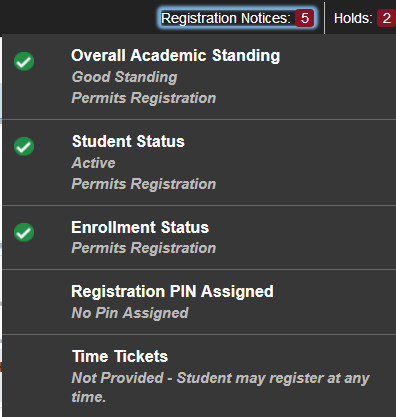 Registration Notices: 5 Holds: 2
Overall Academic Standing
Good Standing
Permits Registration
Student Status
Active
Permits Registration
Enrollment Status
Permits Registration
Registration PIN Assigned
No Pin Assigned
Time Tickets
Not Provided - Student may register at any
time.